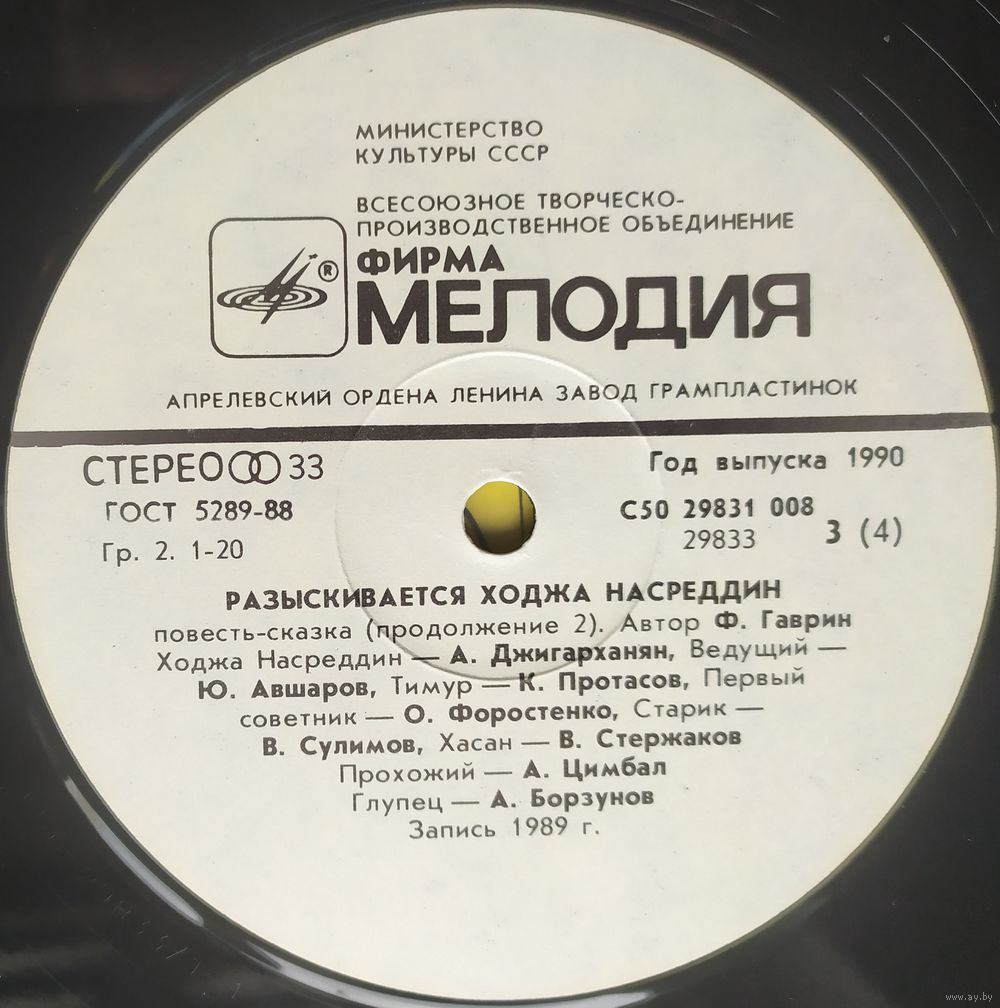 МИНИСТЕРСТВО
КУЛЬТУРЫ СССР
ВСЕСОЮЗНОЕ ТВОРЧЕСКО-
ПРОИЗВОДСТВЕННОЕ ОБЪЕДИНЕНИЕ
ФИРМА
®
МЕЛОДИЯ
АПРЕЛЕВСКИЙ ОРДЕНА ЛЕНИНА ЗАВОД ГРАМПЛАСТИНОК
СТЕРЕО 33
Год выпуска 1990
ГОСТ 5289-88
С50 29831 008
Гр. 2. 1-20
29833
3 (4)
РАЗЫСКИВАЕТСЯ ХОДЖА НАСРЕДДИН
повесть-сказка (продолжение 2). Автор Ф. Гаврин
Ходжа Насреддин — А. Джигарханян, Ведущий —
Ю. Авшаров, Тимур — К. Протасов, Первый
советник — О. Форостенко, Старик —
В. Сулимов, Хасан — В. Стержаков
Прохожий — А. Цимбал
Глупец — А. Борзунов
Запись 1989 г.
www.ay.by